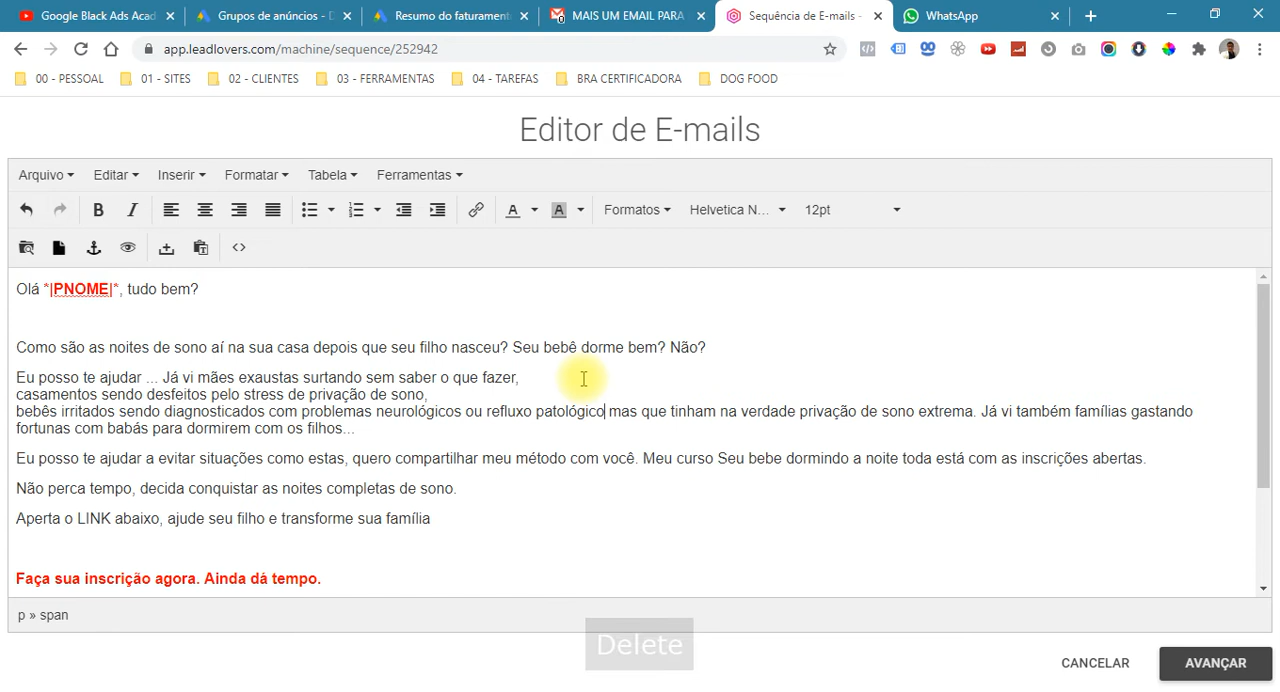 Google Black Ads Acad
Grupos de anúncios - D
Resumo do faturament
MAIS UM EMAIL PARA
Sequência de E-mails -
WhatsApp
app.leadlovers.com/machine/sequence/252942
00 - PESSOAL
01 - SITES
02 - CLIENTES
03 - FERRAMENTAS
04 - TAREFAS
BRA CERTIFICADORA
DOG FOOD
Editor de E-mails
Arquivo
Editar
Inserir
Formatar
Tabela
Ferramentas
B
I
A
A
Formatos
Helvetica N...
12pt
Olá *|PNOME|*, tudo bem?
Como são as noites de sono aí na sua casa depois que seu filho nasceu? Seu bebê dorme bem? Não?
Eu posso te ajudar ... Já vi mães exaustas surtando sem saber o que fazer,
casamentos sendo desfeitos pelo stress de privação de sono,
bebês irritados sendo diagnosticados com problemas neurológicos ou refluxo patológico mas que tinham na verdade privação de sono extrema. Já vi também famílias gastando
fortunas com babás para dormirem com os filhos...
Eu posso te ajudar a evitar situações como estas, quero compartilhar meu método com você. Meu curso Seu bebe dormindo a noite toda está com as inscrições abertas.
Não perca tempo, decida conquistar as noites completas de sono.
Aperta o LINK abaixo, ajude seu filho e transforme sua família
Faça sua inscrição agora. Ainda dá tempo.
p » span
Delete
CANCELAR
AVANÇAR